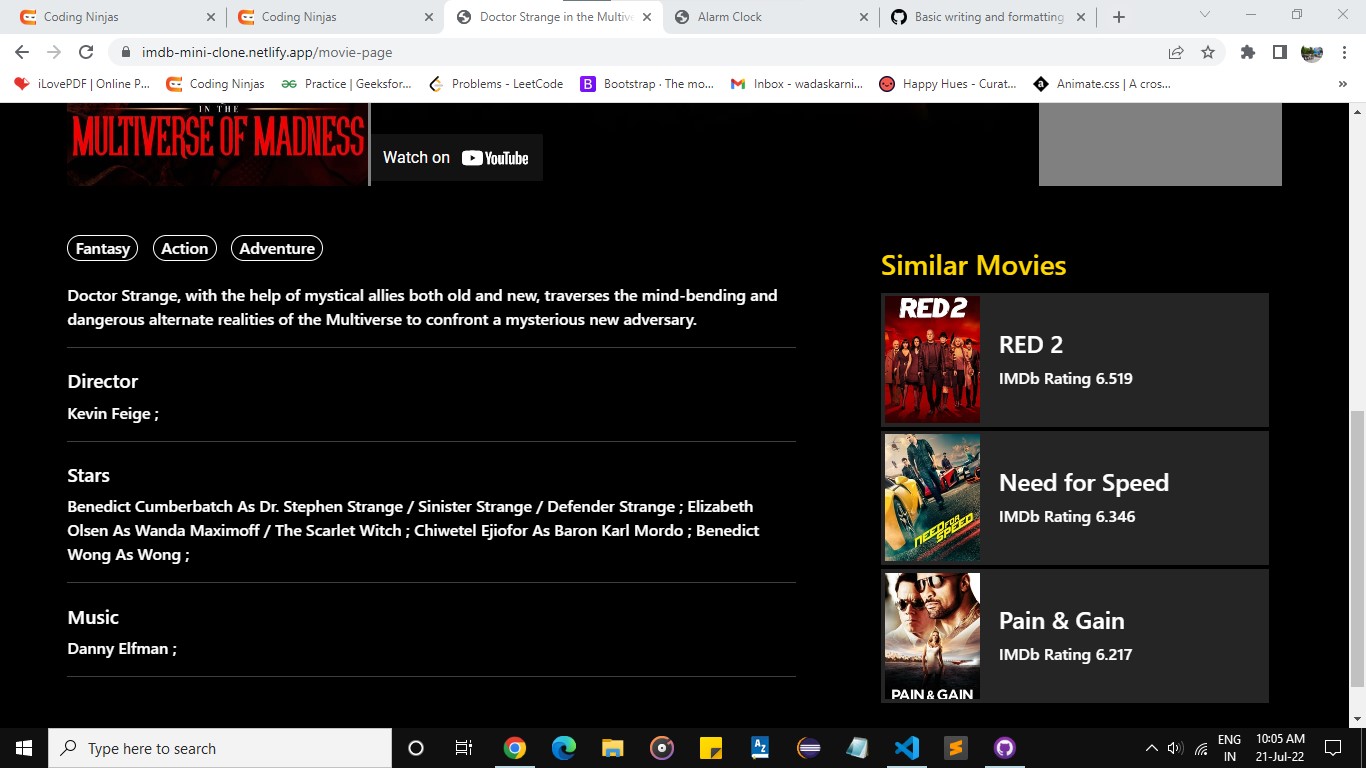 Coding Ninjas
Coding Ninjas
Doctor Strange in the Multive
Alarm Clock
Basic writing and formatting
imdb-mini-clone.netlify.app/movie-page
iLovePDF | Online P...
Coding Ninjas
Practice | Geeksfor...
Problems - LeetCode
Bootstrap · The mo...
Inbox - wadaskarni...
Happy Hues - Curat...
Animate.css | A cros...
IN THE
MULTIVERSE OF MADNESS
Watch on YouTube
Fantasy
Action
Adventure
Doctor Strange, with the help of mystical allies both old and new, traverses the mind-bending and
dangerous alternate realities of the Multiverse to confront a mysterious new adversary.
Director
Kevin Feige ;
Stars
Benedict Cumberbatch As Dr. Stephen Strange / Sinister Strange / Defender Strange ; Elizabeth
Olsen As Wanda Maximoff / The Scarlet Witch ; Chiwetel Ejiofor As Baron Karl Mordo ; Benedict
Wong As Wong ;
Music
Danny Elfman ;
Similar Movies
RED 2
RED 2
IMDb Rating 6.519
NEED FOR
SPEED
Need for Speed
IMDb Rating 6.346
PAIN & GAIN
Pain & Gain
IMDb Rating 6.217
Type here to search
ENG
IN
10:05 AM
21-Jul-22